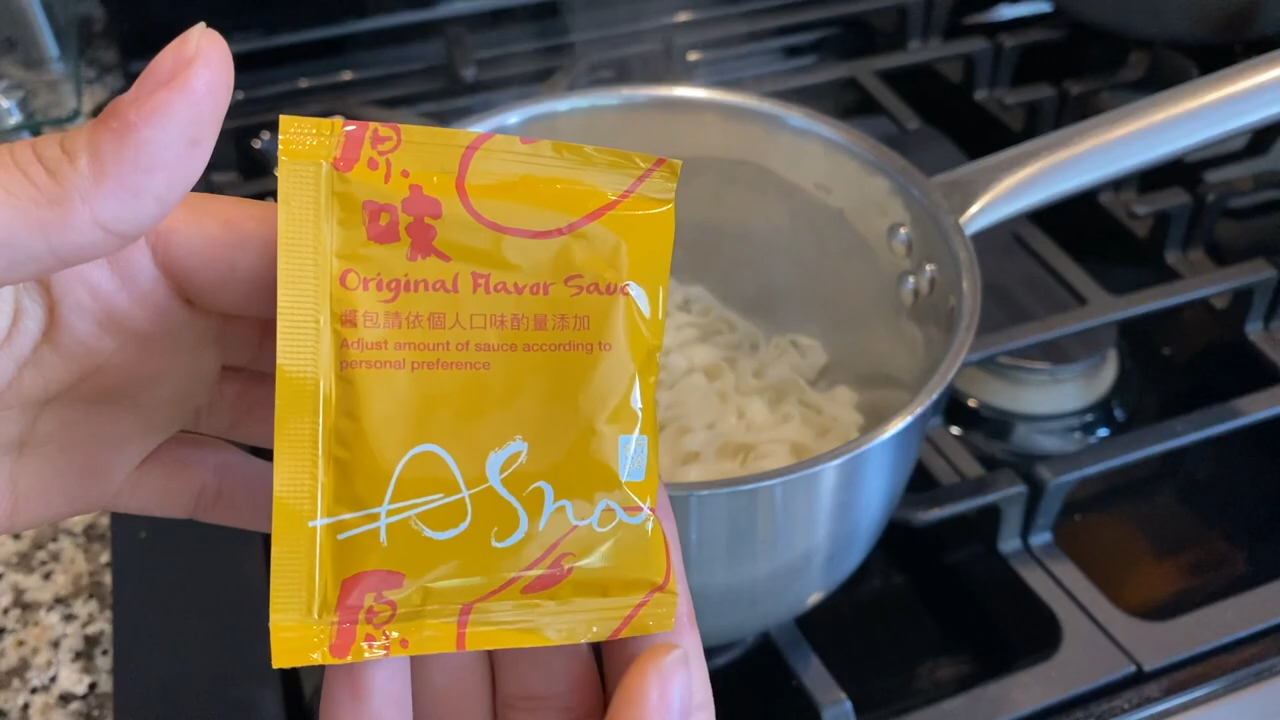 原
味
Original Flavor Sauc
醬包請依個人口味酌量添加
Adjust amount of sauce according to
personal preference
ASha
原